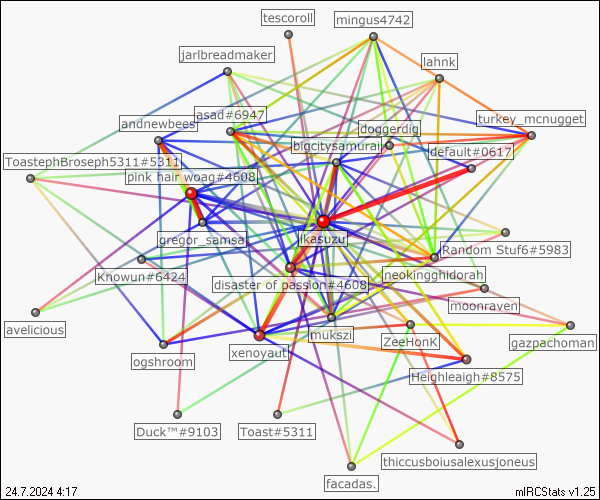 tescoroll
mingus4742
jarlbreadmaker
lahnk
asad#6947
turkey_mcnugget
andnewbees
doggerdig
bigcitysamurai
default#0617
ToastephBroseph5311#5311
pink hair woag#4608
gregor_samsa
ikasuzu
Random Stuf6#5983
Knowun#6424
neokingghidorah
disaster of passion#4608
moonraven
avelicious
mukszi
ZeeHonK
gazpachoman
ogshroom
xenoyaut
Heighleigh#8575
Duck™#9103
Toast#5311
thiccusboiusalexusjoneus
facadas.
24.7.2024 4:17
mIRCStats v1.25